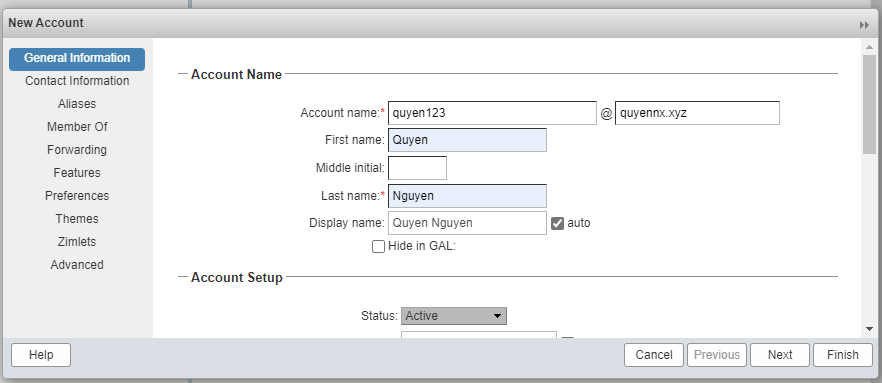 New Account
General Information
Contact Information
Aliases
Member Of
Forwarding
Features
Preferences
Themes
Zimlets
Advanced
Account Name
Account name:* quyen123 @ quyennx.xyz
First name: Quyen
Middle initial:
Last name:* Nguyen
Display name: Quyen Nguyen auto
Hide in GAL:
Account Setup
Status: Active
Help Cancel Previous Next Finish